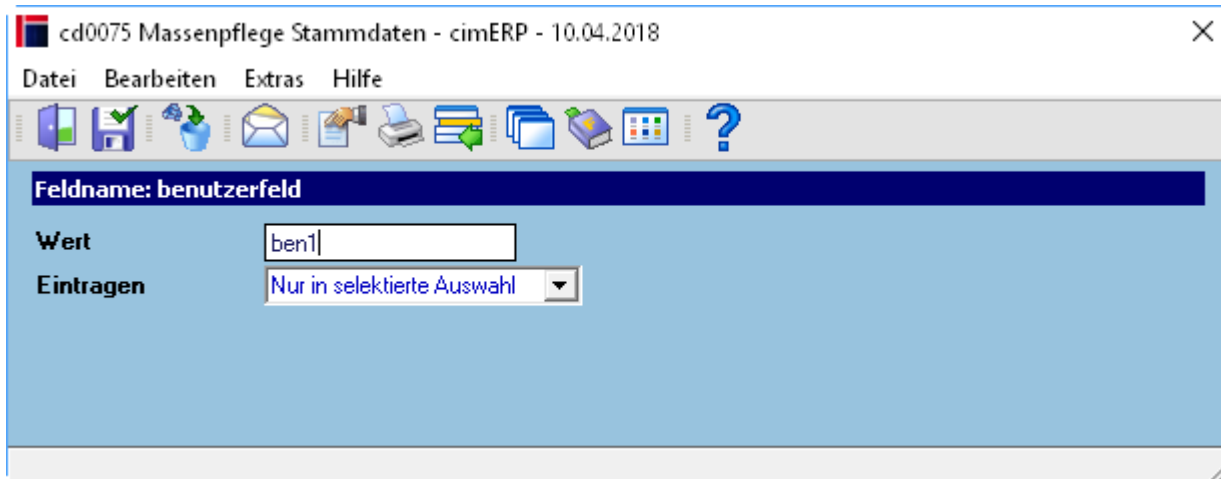 cd0075 Massenpflege Stammdaten - cimERP - 10.04.2018
Datei Bearbeiten Extras Hilfe
Feldname: benutzerfeld
Wert ben1
Eintragen Nur in selektierte Auswahl